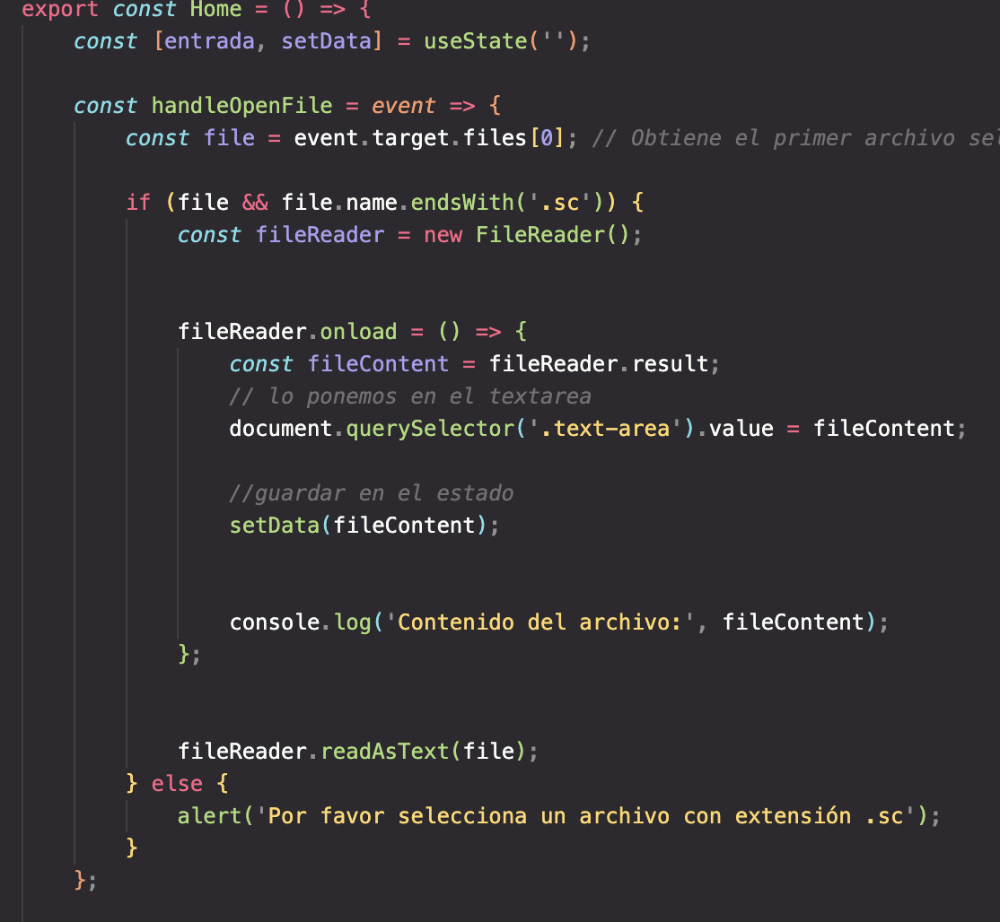 export const Home = () => {
const [entrada, setData] = useState('');
const handleOpenFile = event => {
const file = event.target.files[0]; // Obtiene el primer archivo
if (file && file.name.endsWith('.sc')) {
const fileReader = new FileReader();
fileReader.onload = () => {
const fileContent = fileReader.result;
// lo ponemos en el textarea
document.querySelector('.text-area').value = fileContent;
//guardar en el estado
setData(fileContent);
console.log('Contenido del archivo:', fileContent);
};
fileReader.readAsText(file);
} else {
alert('Por favor selecciona un archivo con extensión .sc');
}
};